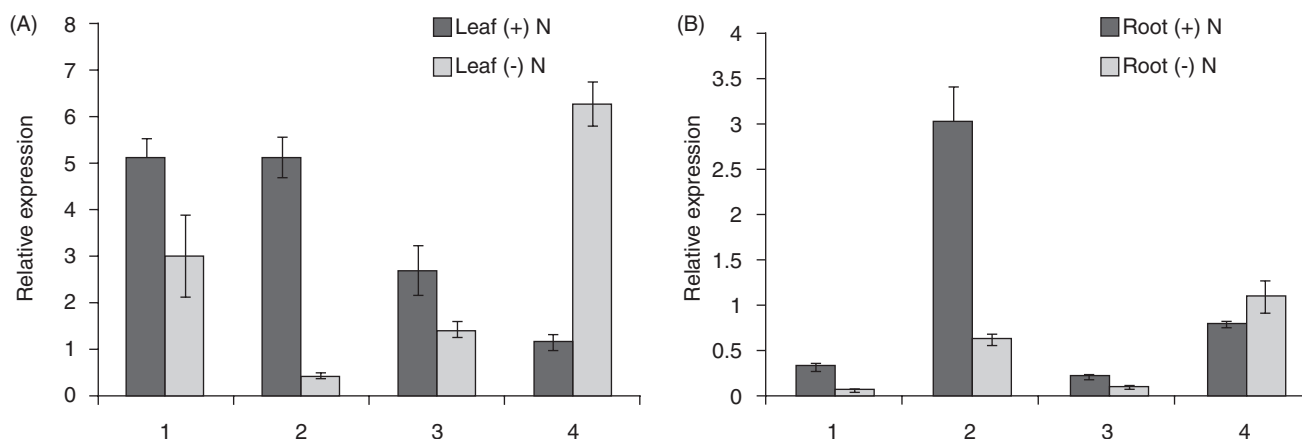 (A)
Relative expression
8
7
6
5
4
3
2
1
0
Leaf (+) N
Leaf (-) N
1 2 3 4
(B)
Relative expression
4
3.5
3
2.5
2
1.5
1
0.5
0
Root (+) N
Root (-) N
1 2 3 4